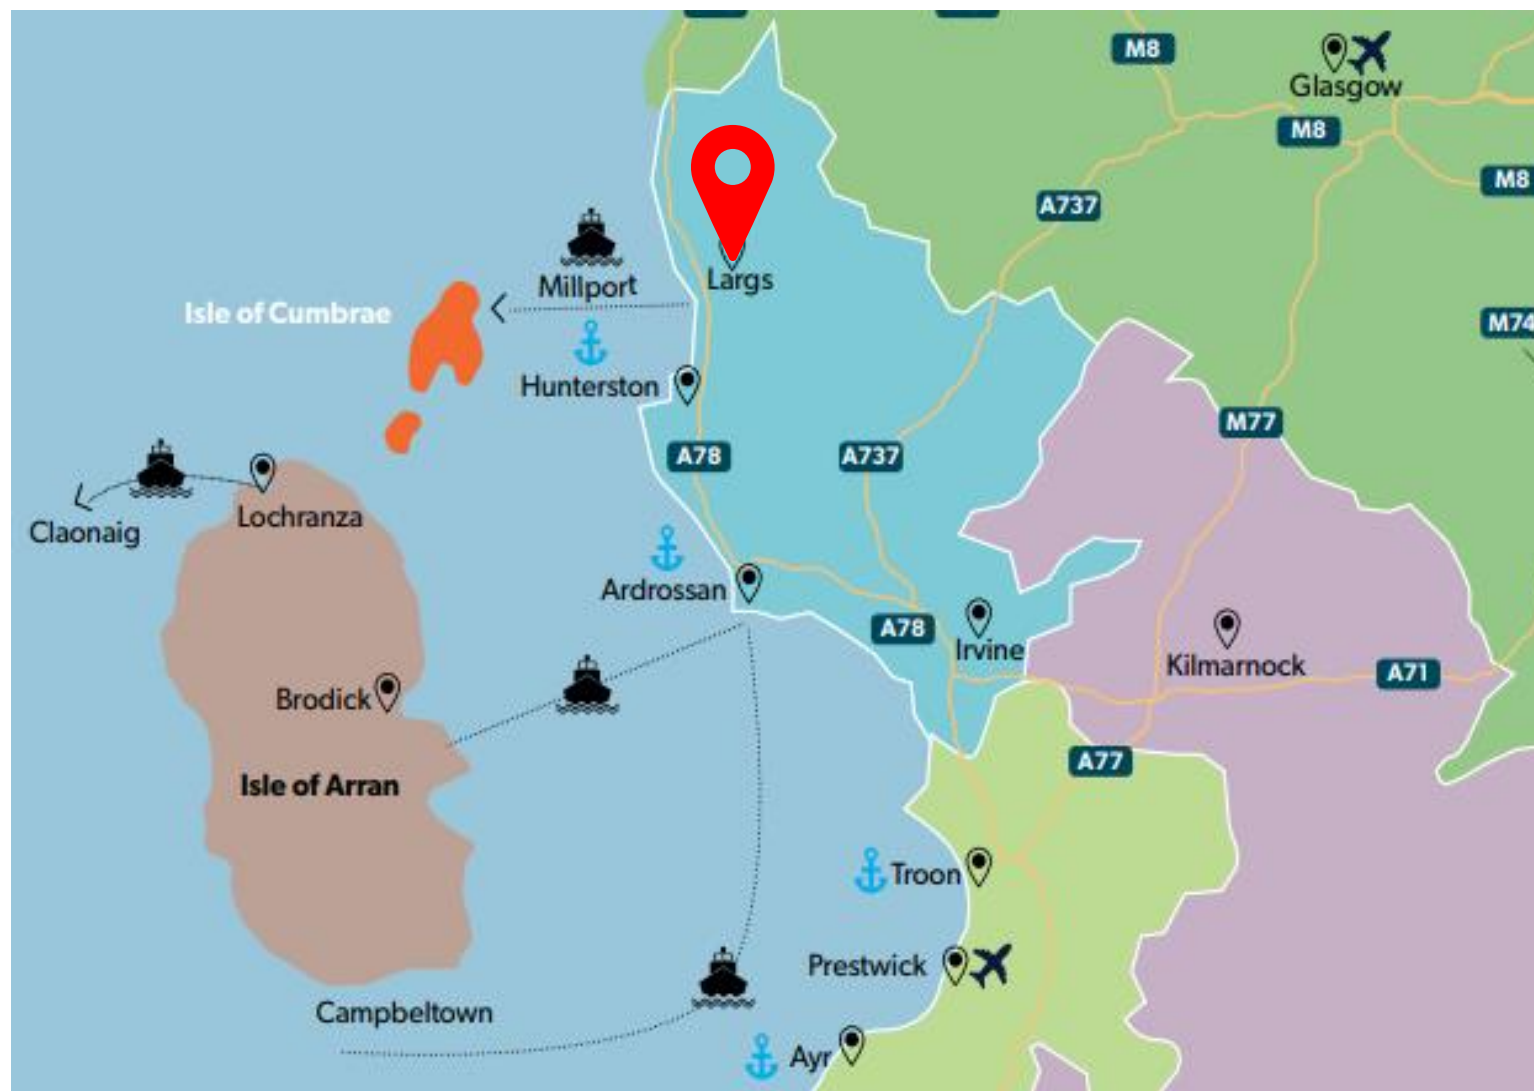 M8
Glasgow
M8
M8
A737
Largs
Millport
Isle of Cumbrae
M74
Hunterston
M77
A78
A737
Lochranza
Claonaig
Ardrossan
A78
Irvine
Kilmarnock
A71
Brodick
Isle of Arran
A77
Troon
Prestwick
Campbeltown
Ayr